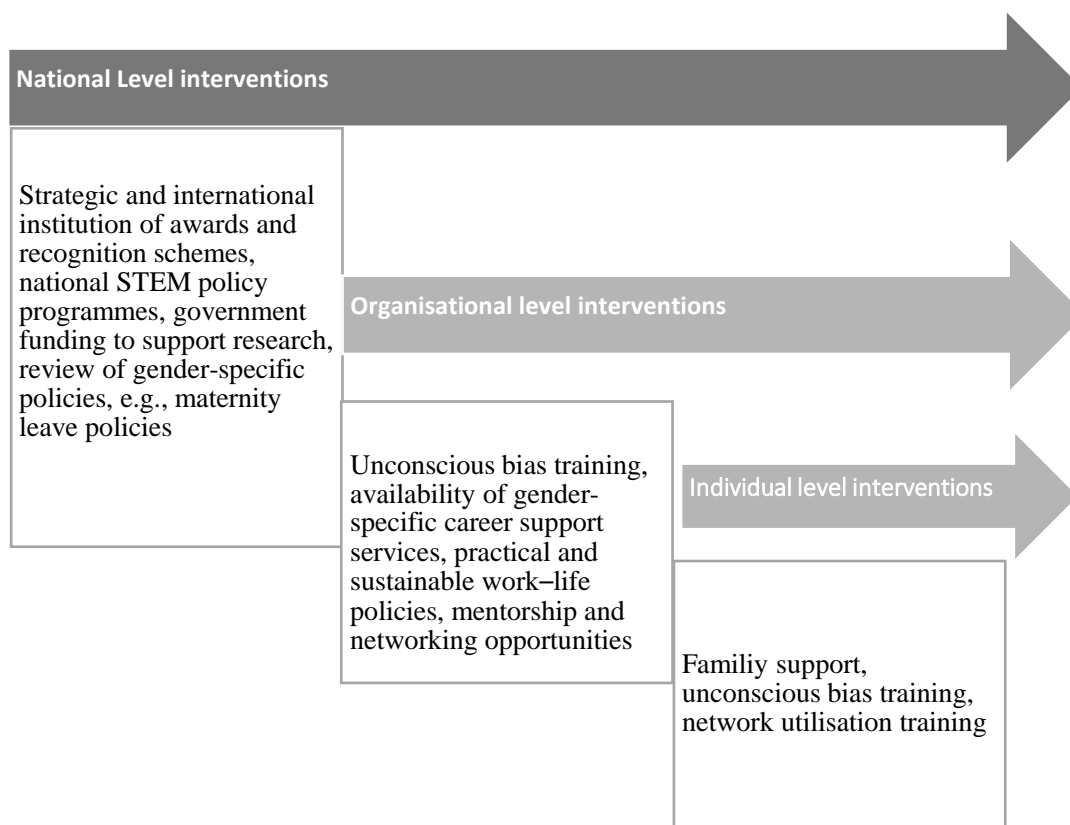 National Level interventions
Strategic and international
institution of awards and
recognition schemes,
national STEM policy
programmes, government
funding to support research,
review of gender-specific
policies, e.g., maternity
leave policies
Organisational level interventions
Unconscious bias training,
availability of gender-
specific career support
services, practical and
sustainable work–life
policies, mentorship and
networking opportunities
Individual level interventions
Familiy support,
unconscious bias training,
network utilisation training